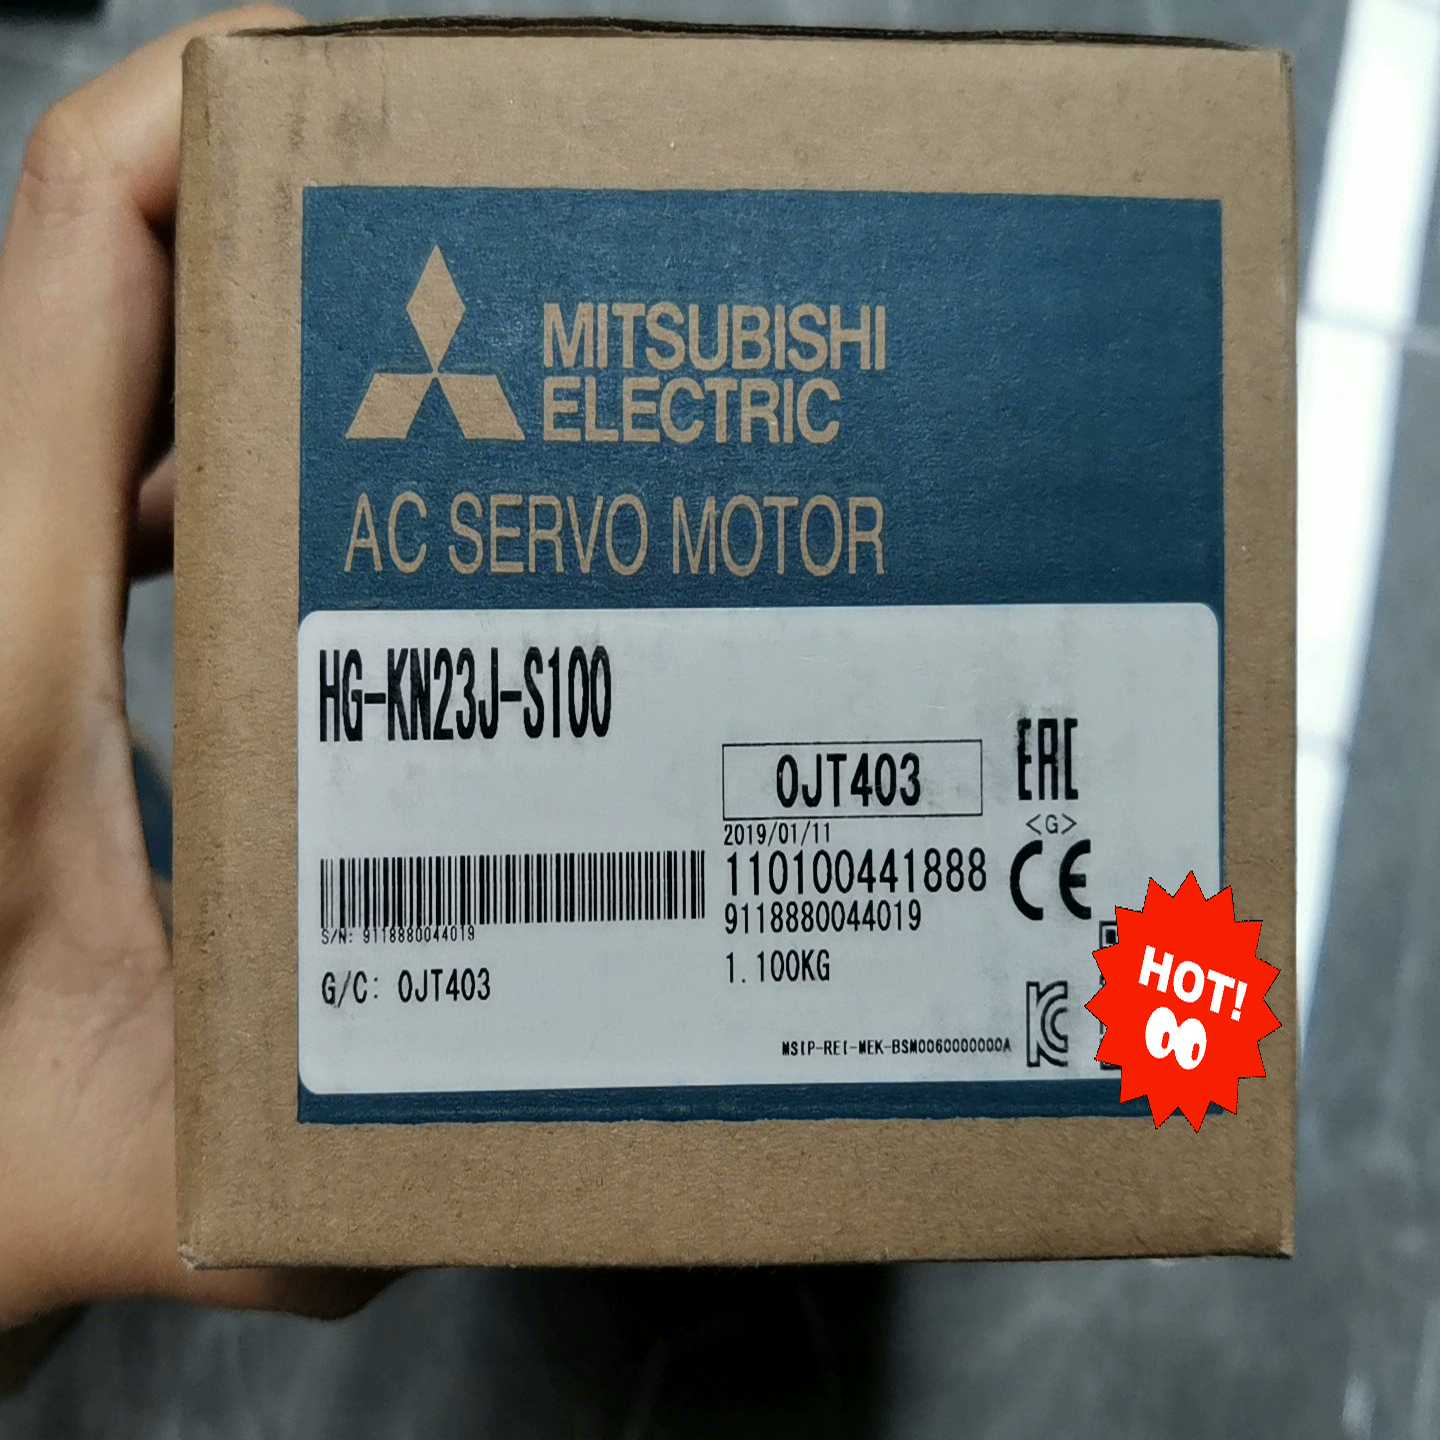 MITSUBISHI
ELECTRIC
AC SERVO MOTOR
HG-KN23J-S100
0JT403
2019/01/11
110100441888
9118880044019
1.100KG
S/N: 9118880044019
G/C: 0JT403
EAC
<G>
CE
MSIP-REI-MEK-BSM0060000000A
HOT!